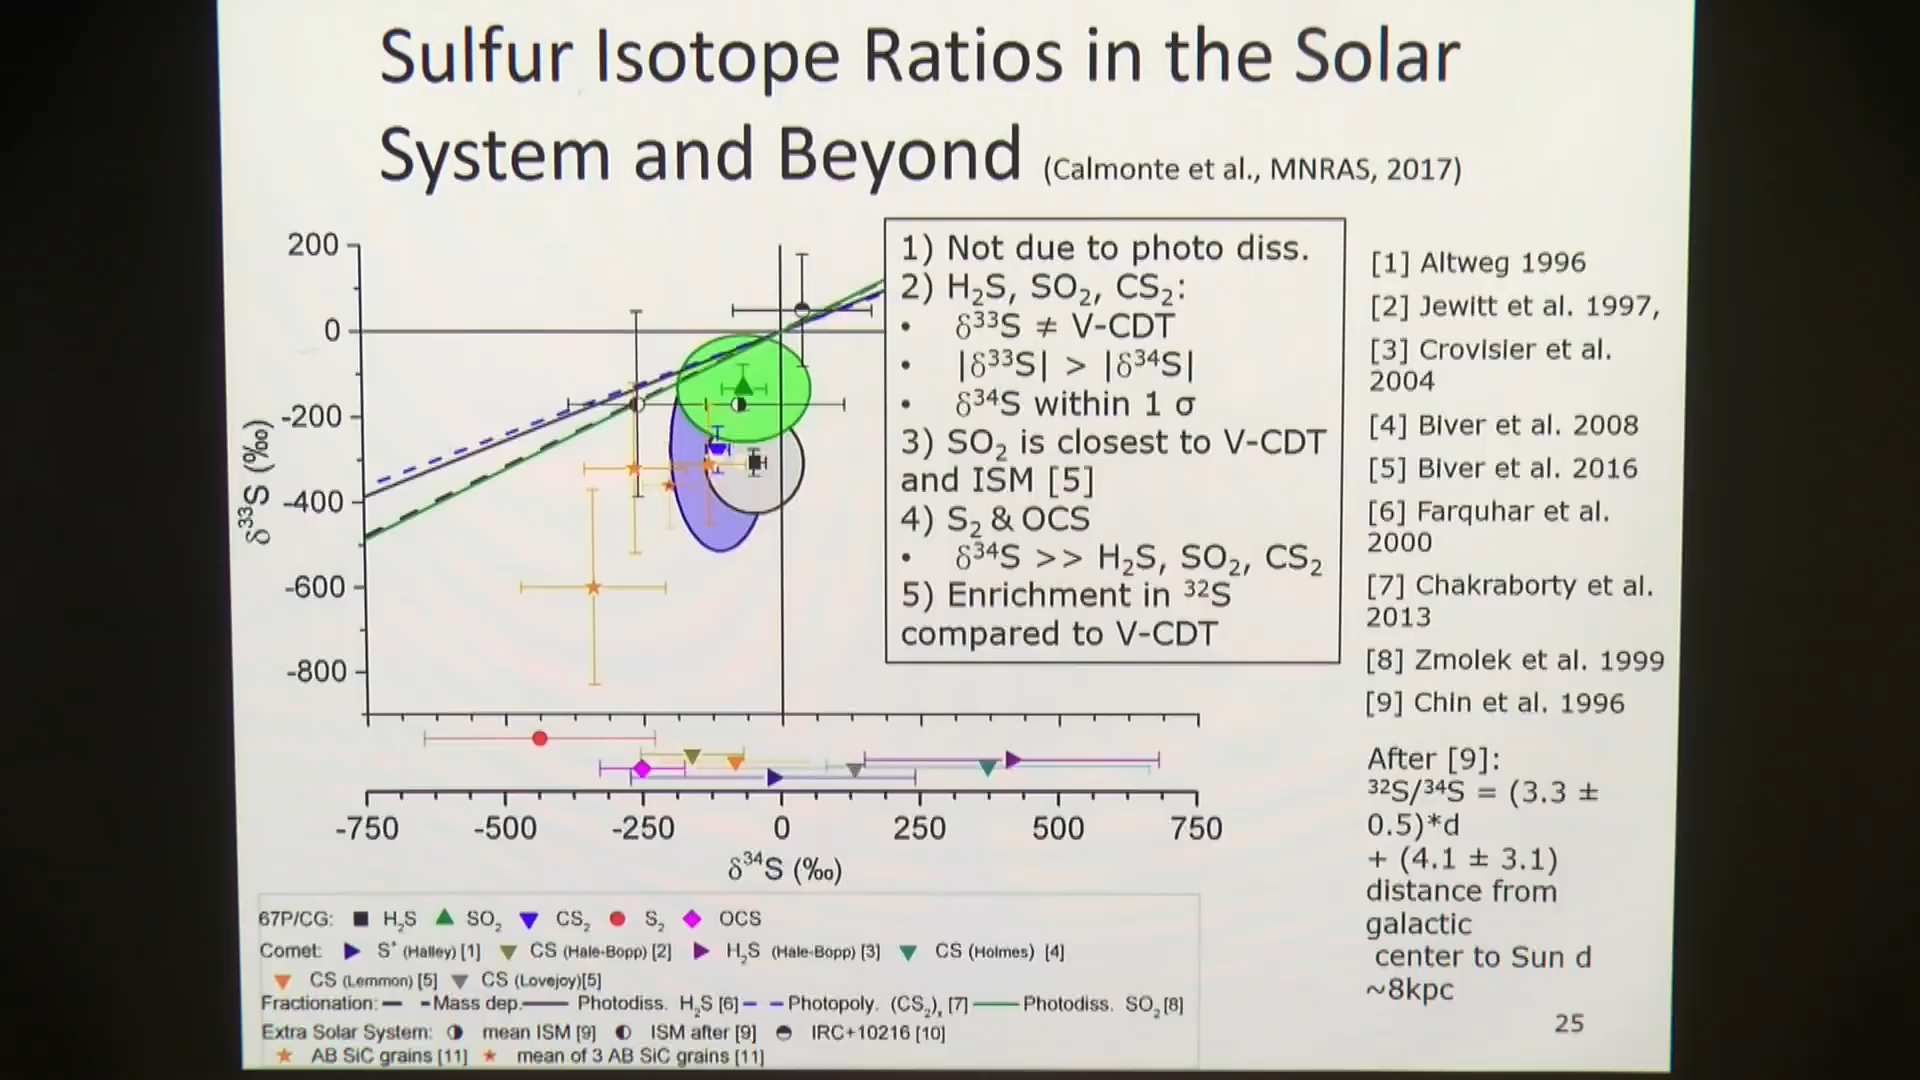 Sulfur Isotope Ratios in the Solar
System and Beyond (Calmonte et al., MNRAS, 2017)
200
0
-200
-400
-600
-800
δ³³S (‰)
1) Not due to photo diss.
2) H₂S, SO₂, CS₂:
• δ³³S ≠ V-CDT
• |δ³³S| > |δ³⁴S|
• δ³⁴S within 1 σ
3) SO₂ is closest to V-CDT
and ISM [5]
4) S₂ & OCS
• δ³⁴S >> H₂S, SO₂, CS₂
5) Enrichment in ³²S
compared to V-CDT
-750 -500 -250 0 250 500 750
δ³⁴S (‰)
67P/CG: H₂S SO₂ CS₂ S₂ OCS
Comet: S⁺ (Halley) [1] CS (Hale-Bopp) [2] H₂S (Hale-Bopp) [3] CS (Holmes) [4]
CS (Lemmon) [5] CS (Lovejoy)[5]
Fractionation: Mass dep. Photodiss. H₂S [6] Photopoly. (CS₂), [7] Photodiss. SO₂ [8]
Extra Solar System: mean ISM [9] ISM after [9] IRC+10216 [10]
AB SiC grains [11] mean of 3 AB SiC grains [11]
[1] Altweg 1996
[2] Jewitt et al. 1997,
[3] Crovisier et al.
2004
[4] Biver et al. 2008
[5] Biver et al. 2016
[6] Farquhar et al.
2000
[7] Chakraborty et al.
2013
[8] Zmolek et al. 1999
[9] Chin et al. 1996
After [9]:
³²S/³⁴S = (3.3 ±
0.5)*d
+ (4.1 ± 3.1)
distance from
galactic
center to Sun d
~8kpc
25